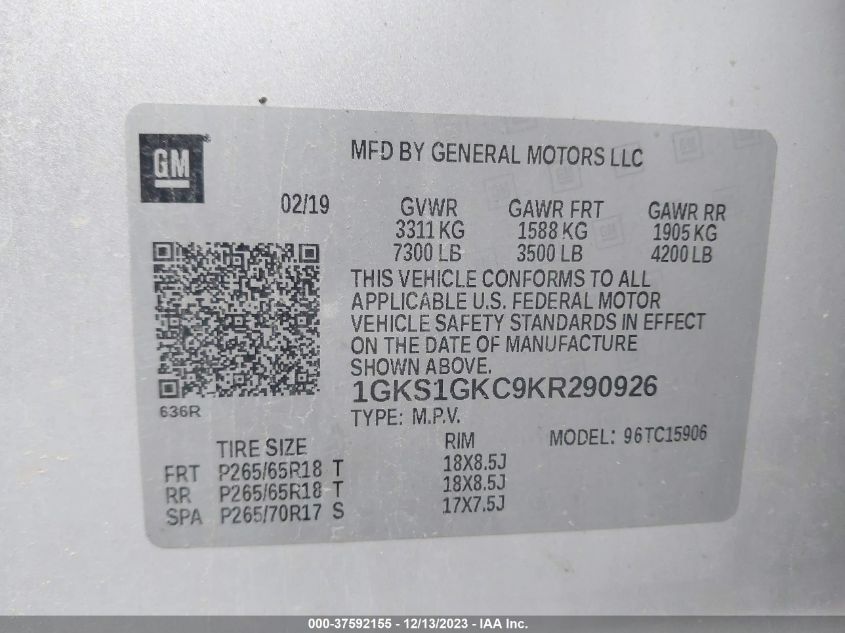 GM®
MFD BY GENERAL MOTORS LLC
02/19 GVWR GAWR FRT GAWR RR
3311 KG 1588 KG 1905 KG
7300 LB 3500 LB 4200 LB
THIS VEHICLE CONFORMS TO ALL
APPLICABLE U.S. FEDERAL MOTOR
VEHICLE SAFETY STANDARDS IN EFFECT
ON THE DATE OF MANUFACTURE
SHOWN ABOVE.
1GKS1GKC9KR290926
636R
TYPE: M.P.V.
TIRE SIZE RIM MODEL: 96TC15906
FRT P265/65R18 T 18X8.5J
RR P265/65R18 T 18X8.5J
SPA P265/70R17 S 17X7.5J
000-37592155 - 12/13/2023 - IAA Inc.